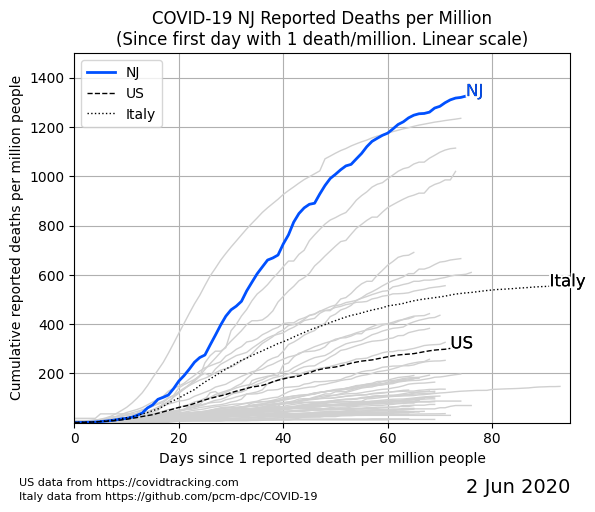 COVID-19 NJ Reported Deaths per Million
(Since first day with 1 death/million. Linear scale)
Cumulative reported deaths per million people
1400
1200
1000
800
600
400
200
NJ
US
Italy
NJ
Italy
US
0
20
40
60
80
Days since 1 reported death per million people
US data from https://covidtracking.com
Italy data from https://github.com/pcm-dpc/COVID-19
2 Jun 2020